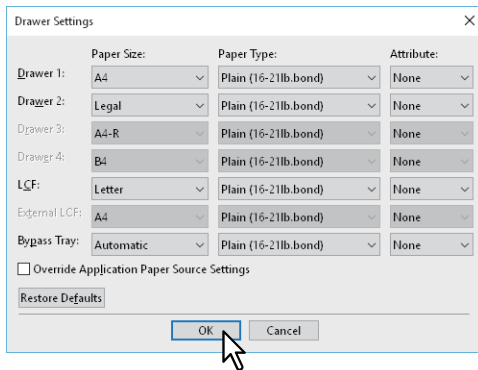 Drawer Settings
Paper Size: Paper Type: Attribute:
Drawer 1: A4 Plain (16-21lb.bond) None
Drawer 2: Legal Plain (16-21lb.bond) None
Drawer 3: A4-R Plain (16-21lb.bond) None
Drawer 4: B4 Plain (16-21lb.bond) None
LCF: Letter Plain (16-21lb.bond) None
External LCF: A4 Plain (16-21lb.bond) None
Bypass Tray: Automatic Plain (16-21lb.bond) None
Override Application Paper Source Settings
Restore Defaults
OK Cancel